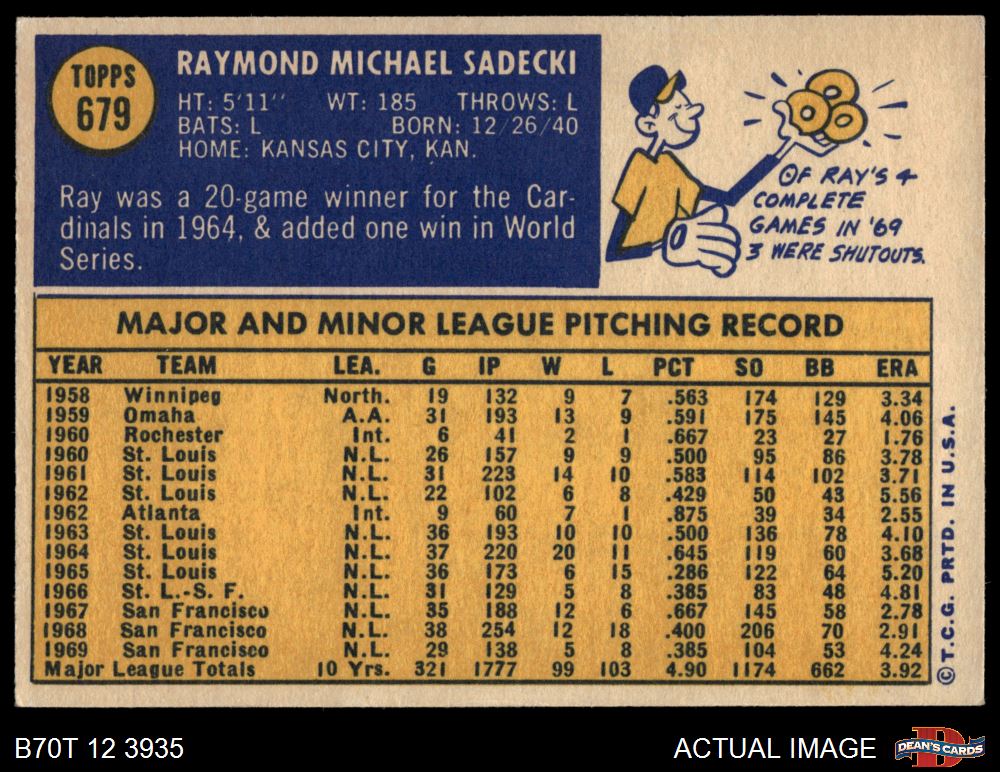 TOPPS
679
RAYMOND MICHAEL SADECKI
HT: 5'11" WT: 185 THROWS: L
BATS: L BORN: 12/26/40
HOME: KANSAS CITY, KAN.
Ray was a 20-game winner for the Car-
dinals in 1964, & added one win in World
Series.
OF RAY'S 4
COMPLETE
GAMES IN '69
3 WERE SHUTOUTS.
MAJOR AND MINOR LEAGUE PITCHING RECORD
YEAR TEAM LEA. G IP W L PCT SO BB ERA
1958 Winnipeg North. 19 132 9 7 .563 174 129 3.34
1959 Omaha A.A. 31 193 13 9 .591 175 145 4.06
1960 Rochester Int. 6 41 2 1 .667 23 27 1.76
1960 St. Louis N.L. 26 157 9 9 .500 95 86 3.78
1961 St. Louis N.L. 31 223 14 10 .583 114 102 3.71
1962 St. Louis N.L. 22 102 6 8 .429 50 43 5.56
1962 Atlanta Int. 9 60 7 1 .875 39 34 2.55
1963 St. Louis N.L. 36 193 10 10 .500 136 78 4.10
1964 St. Louis N.L. 37 220 20 11 .645 119 60 3.68
1965 St. Louis N.L. 36 173 6 15 .286 122 64 5.20
1966 St. L.-S. F. N.L. 31 129 5 8 .385 83 48 4.81
1967 San Francisco N.L. 35 188 12 6 .667 145 58 2.78
1968 San Francisco N.L. 38 254 12 18 .400 206 70 2.91
1969 San Francisco N.L. 29 138 5 8 .385 104 53 4.24
Major League Totals 10 Yrs. 321 1777 99 103 4.90 1174 662 3.92
©T.C.G. PRTD. IN U.S.A.
B70T 12 3935
ACTUAL IMAGE
D
DEAN'S CARDS